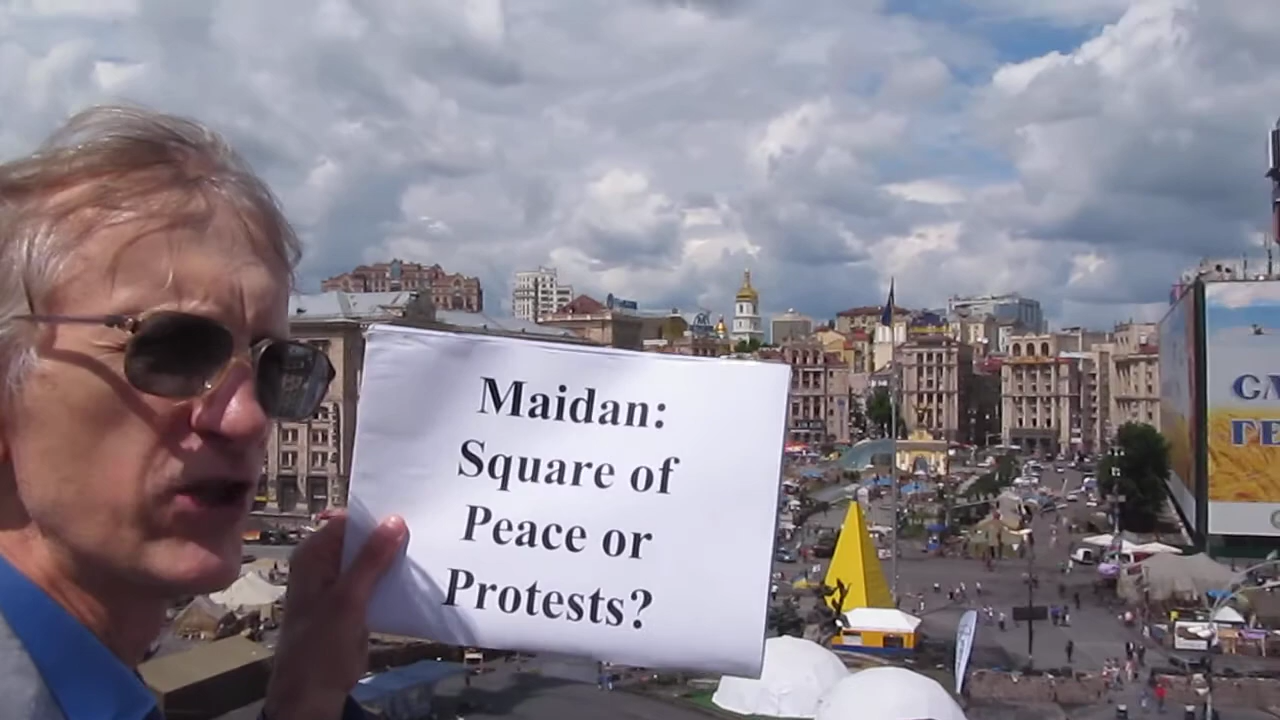 Maidan:
Square of
Peace or
Protests?